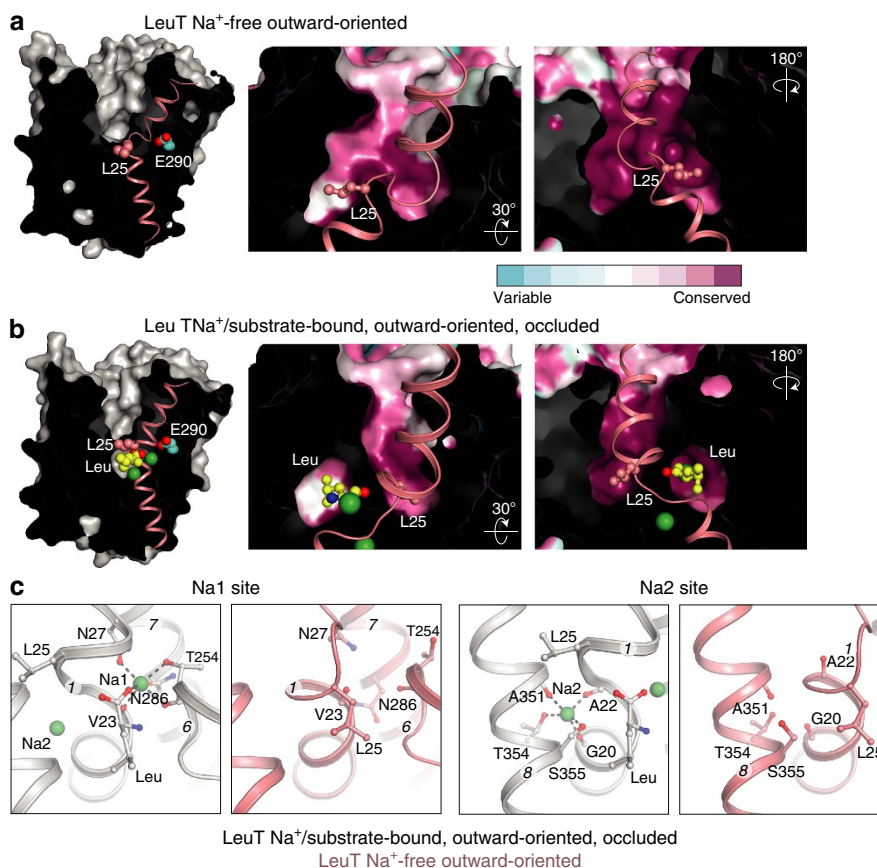 a LeuT Na+-free outward-oriented
L25
E290
L25
30°
180°
L25
Variable
Conserved
b Leu TNa+/substrate-bound, outward-oriented, occluded
L25
E290
Leu
Leu
L25
30°
180°
Leu
L25
c Na1 site
Na2 site
N27
7
L25
T254
Na1
1
N286
V23
6
Na2
Leu
7
N27
T254
1
N286
V23
6
L25
L25
1
A351
Na2
A22
T354
G20
8
S355
Leu
1
A22
A351
G20
T354
L25
8
S355
LeuT Na+/substrate-bound, outward-oriented, occluded
LeuT Na+-free outward-oriented